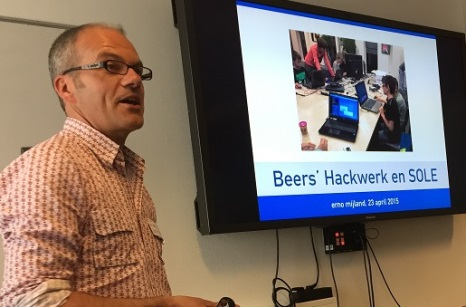 Beers' Hackwerk en SOLE
erno mijland, 23 april 2015